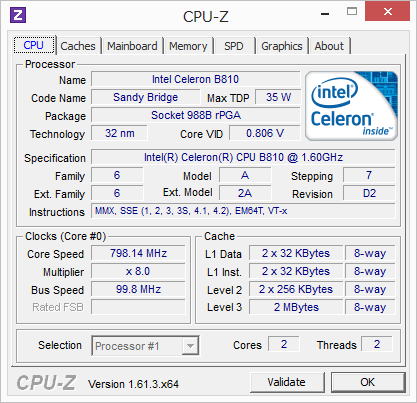 CPU-Z
CPU Caches Mainboard Memory SPD Graphics About
Processor
Name Intel Celeron B810
Code Name Sandy Bridge Max TDP 35 W
Package Socket 988B rPGA
Technology 32 nm Core VID 0.806 V
intel
Celeron
inside™
Specification Intel(R) Celeron(R) CPU B810 @ 1.60GHz
Family 6 Model A Stepping 7
Ext. Family 6 Ext. Model 2A Revision D2
Instructions MMX, SSE (1, 2, 3, 3S, 4.1, 4.2), EM64T, VT-x
Clocks (Core #0)
Core Speed 798.14 MHz
Multiplier x 8.0
Bus Speed 99.8 MHz
Rated FSB
Cache
L1 Data 2 x 32 KBytes 8-way
L1 Inst. 2 x 32 KBytes 8-way
Level 2 2 x 256 KBytes 8-way
Level 3 2 MBytes 8-way
Selection Processor #1 Cores 2 Threads 2
CPU-Z Version 1.61.3.x64 Validate OK